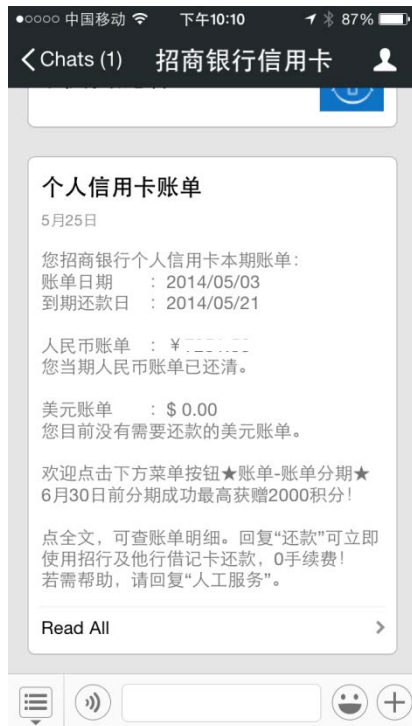 中国移动 下午10:10 87%
Chats (1) 招商银行信用卡
个人信用卡账单
5月25日
您招商银行个人信用卡本期账单:
账单日期 : 2014/05/03
到期还款日 : 2014/05/21
人民币账单 : ¥
您当期人民币账单已还清。
美元账单 : $ 0.00
您目前没有需要还款的美元账单。
欢迎点击下方菜单按钮★账单-账单分期★
6月30日前分期成功最高获赠2000积分!
点全文，可查账单明细。回复“还款”可立即
使用招行及他行借记卡还款，0手续费!
若需帮助，请回复“人工服务”。
Read All